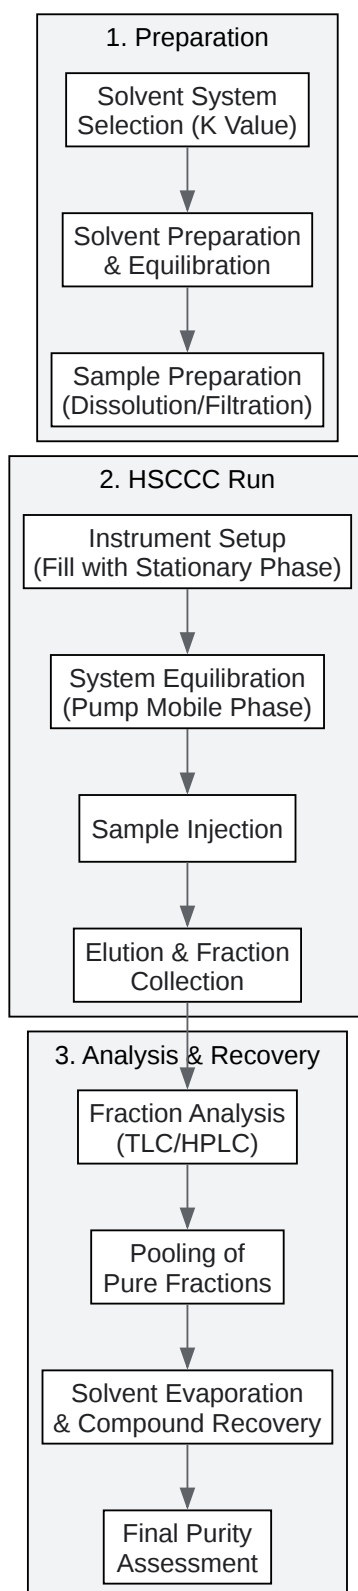 1. Preparation
Solvent System
Selection (K Value)
Solvent Preparation
& Equilibration
Sample Preparation
(Dissolution/Filtration)
2. HSCCC Run
Instrument Setup
(Fill with Stationary Phase)
System Equilibration
(Pump Mobile Phase)
Sample Injection
Elution & Fraction
Collection
3. Analysis & Recovery
Fraction Analysis
(TLC/HPLC)
Pooling of
Pure Fractions
Solvent Evaporation
& Compound Recovery
Final Purity
Assessment